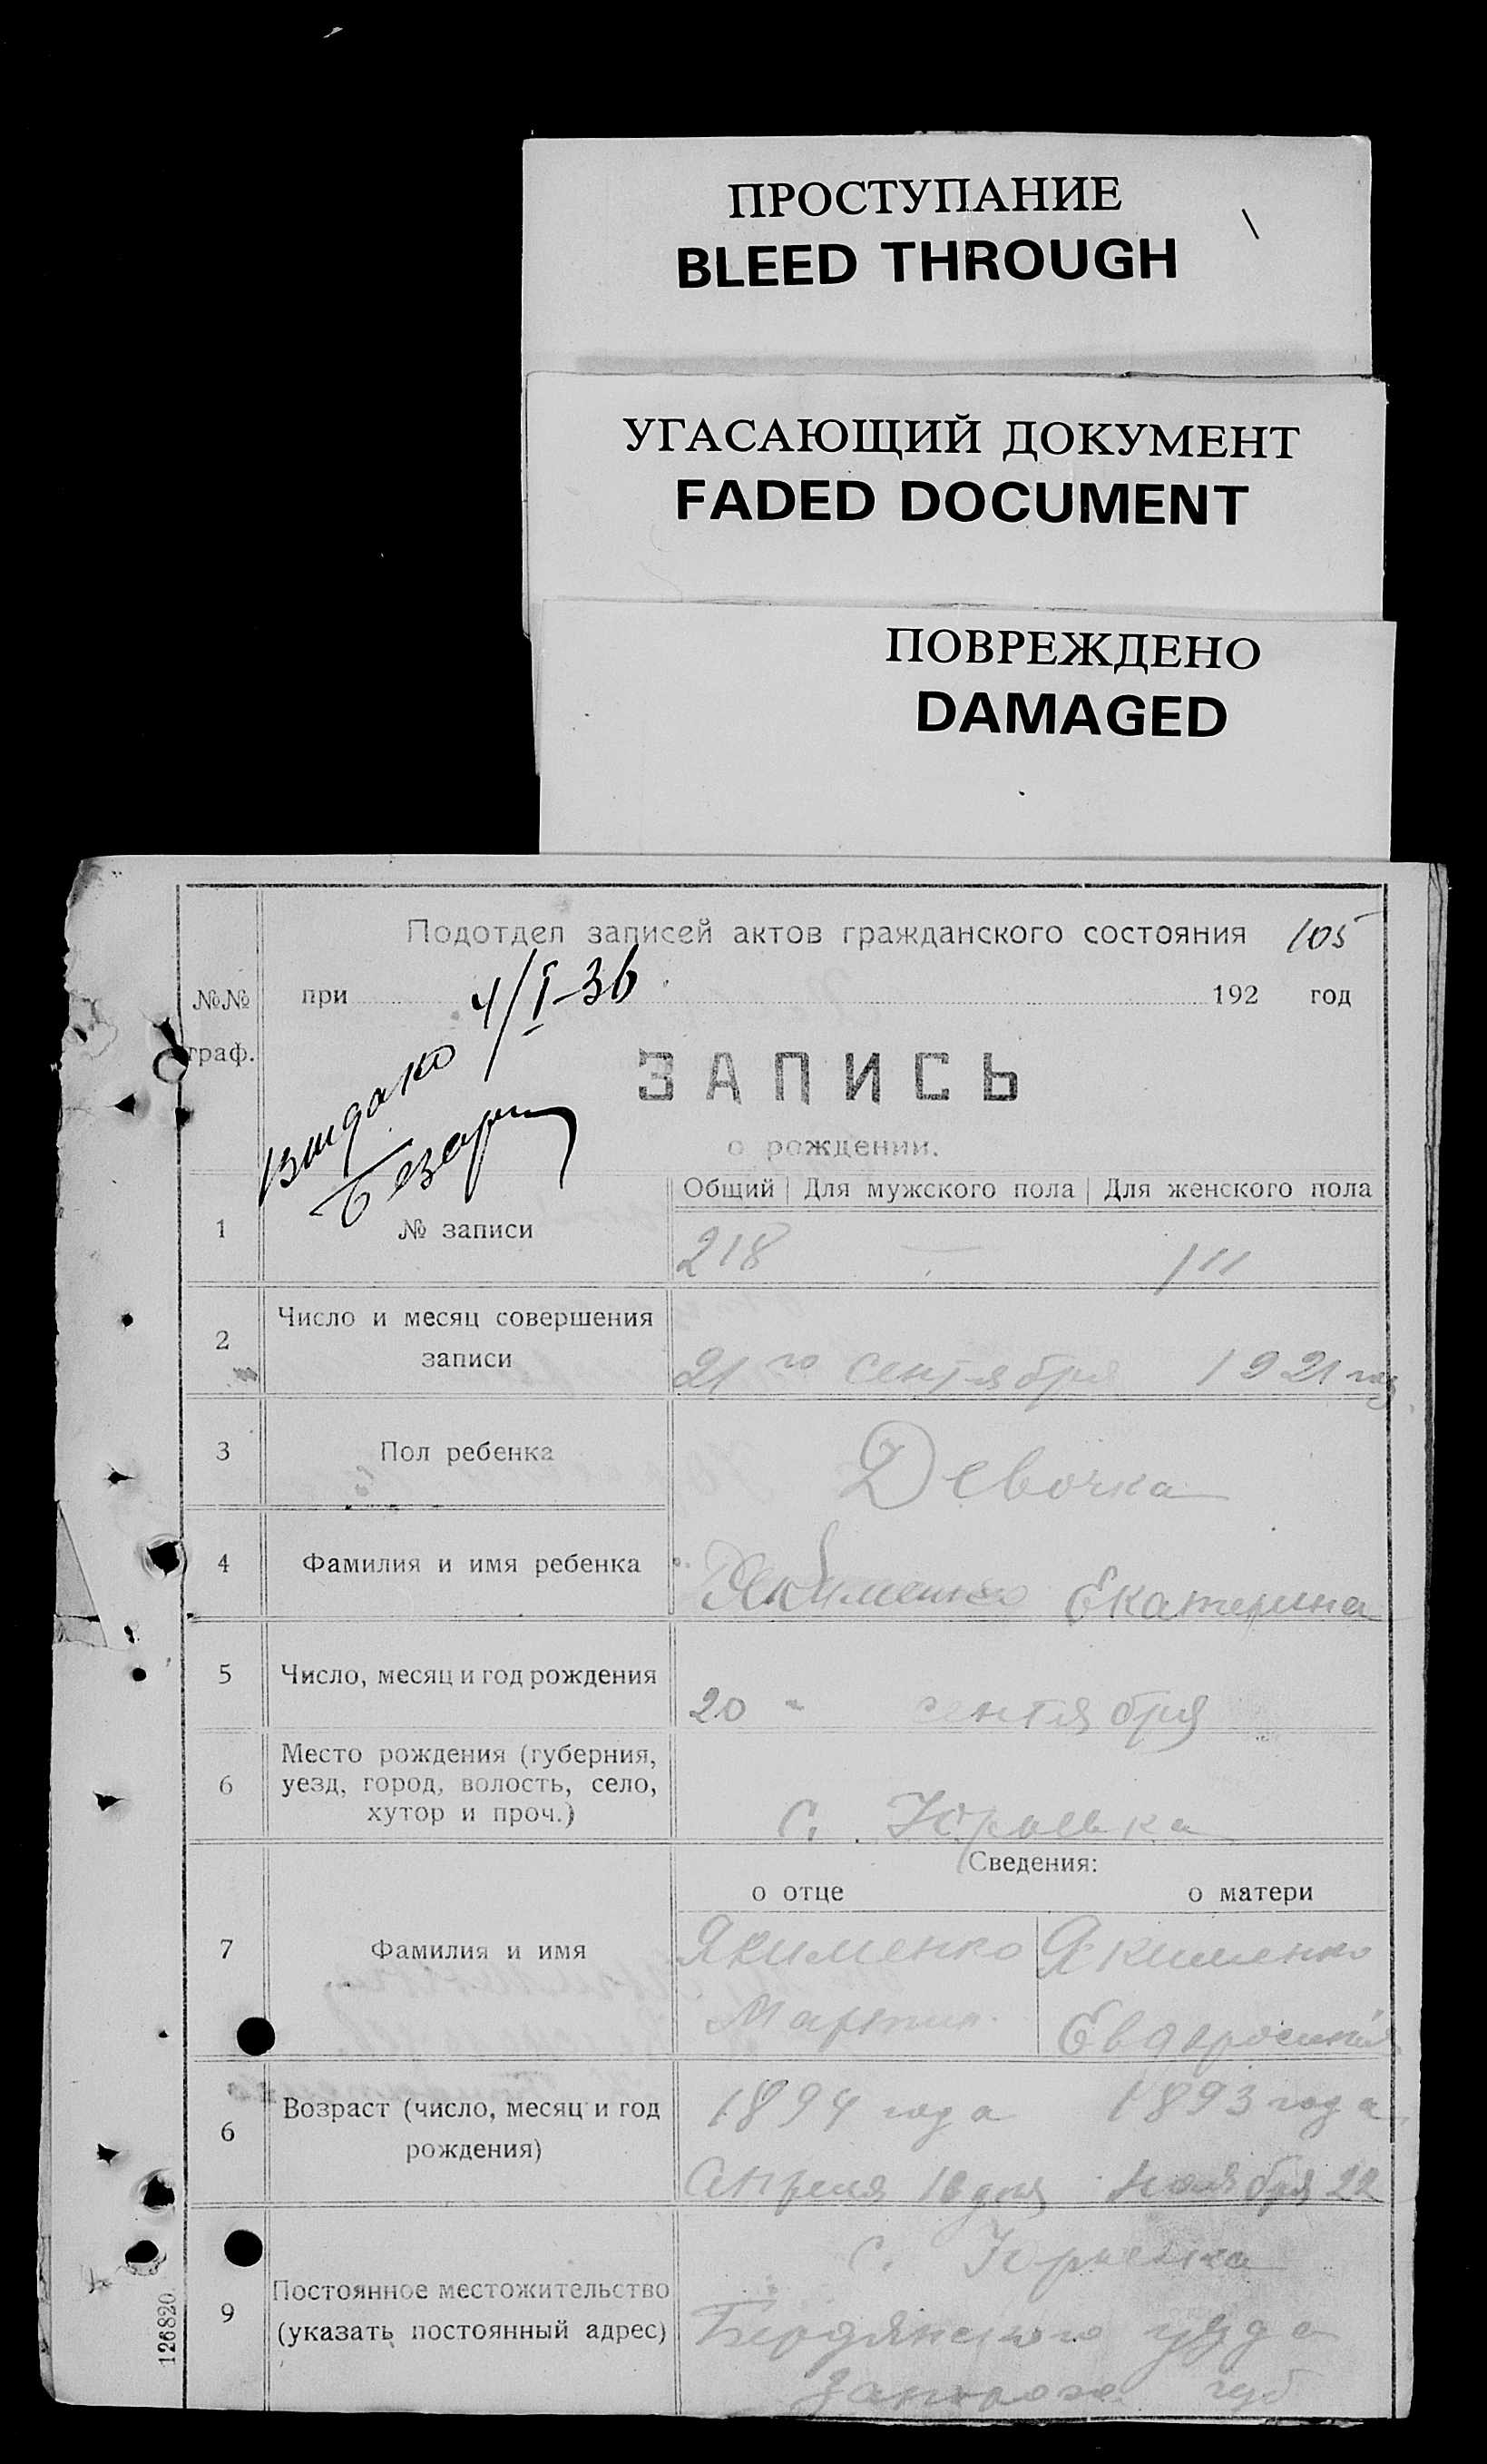 ПРОСТУПАНИЕ
BLEED THROUGH
УГАСАЮЩИЙ ДОКУМЕНТ
FADED DOCUMENT
ПОВРЕЖДЕНО
DAMAGED
Подотдел записей актов гражданского состояния 105
№№ граф.
при 192 год
4/I-36
ЗАПИСЬ
о рождении.
Общий | Для мужского пола | Для женского пола
1 № записи 218 — 111
2 Число и месяц совершения записи 21го сентября 1921 год
3 Пол ребенка Девочка
4 Фамилия и имя ребенка Якименко Екатерина
5 Число, месяц и год рождения 20 " сентября
6 Место рождения (губерния, уезд, город, волость, село, хутор и проч.) с. Юрьевка
Сведения:
о отце о матери
7 Фамилия и имя Якименко Мартин. Якименко
6 Возраст (число, месяц и год рождения) 1894 года Апреля 18 дня 1893 года Ноября 22
9 Постоянное местожительство (указать постоянный адрес) с. Юрьевка
Бердянского уезда
Запорож. губ
126820